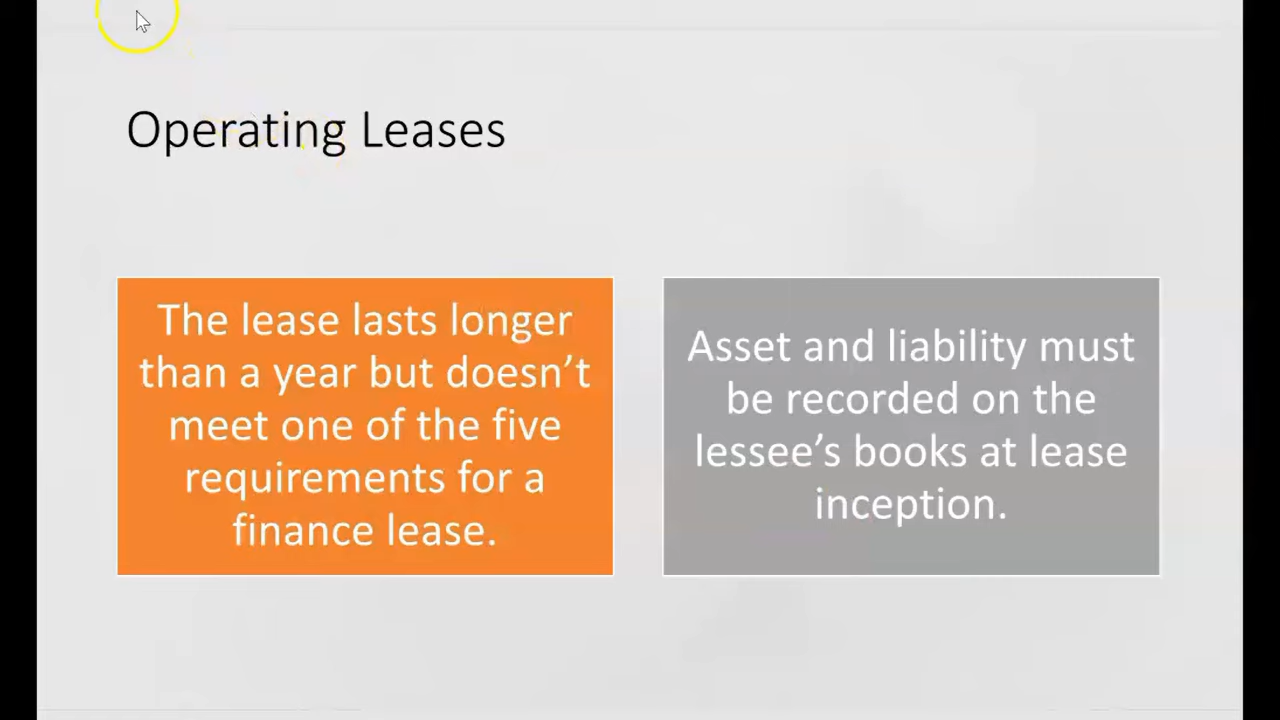 Operating Leases
The lease lasts longer
than a year but doesn’t
meet one of the five
requirements for a
finance lease.
Asset and liability must
be recorded on the
lessee’s books at lease
inception.